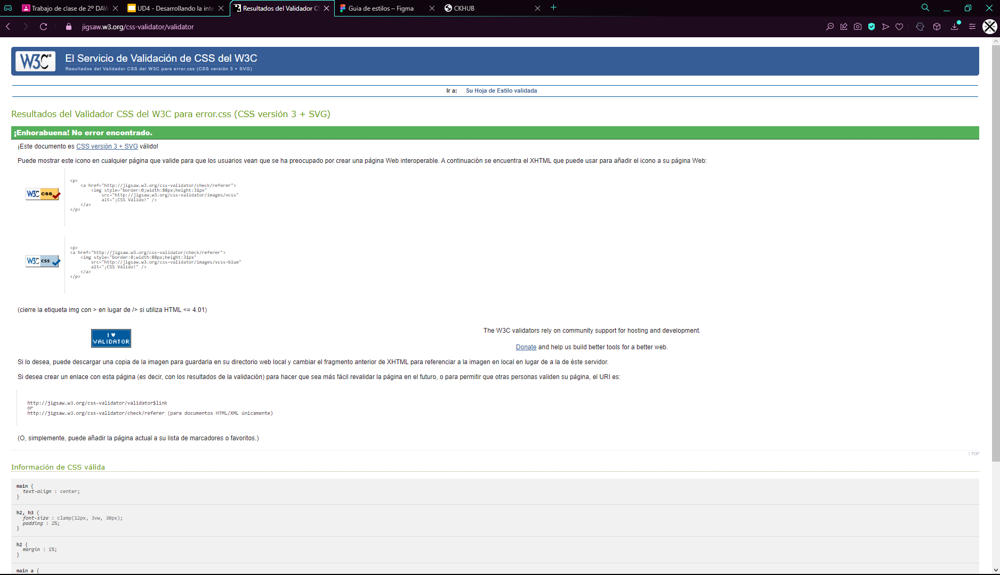 Trabajo de clase de 2º DAW
UD4 - Desarrollando la inte
Resultados del Validador CS
Guía de estilos – Figma
CKHUB
jigsaw.w3.org/css-validator/validator
W3C®
El Servicio de Validación de CSS del W3C
Resultados del Validador CSS del W3C para error.css (CSS versión 3 + SVG)
Ir a: Su Hoja de Estilo validada
Resultados del Validador CSS del W3C para error.css (CSS versión 3 + SVG)
¡Enhorabuena! No error encontrado.
¡Este documento es CSS versión 3 + SVG válido!
Puede mostrar este icono en cualquier página que valide para que los usuarios vean que se ha preocupado por crear una página Web interoperable. A continuación se encuentra el XHTML que puede usar para añadir el icono a su página Web:
W3C css
<p>
<a href="http://jigsaw.w3.org/css-validator/check/referer">
<img style="border:0;width:88px;height:31px"
src="http://jigsaw.w3.org/css-validator/images/vcss"
alt="¡CSS Válido!" />
</a>
</p>
W3C css
<p>
<a href="http://jigsaw.w3.org/css-validator/check/referer">
<img style="border:0;width:88px;height:31px"
src="http://jigsaw.w3.org/css-validator/images/vcss-blue"
alt="¡CSS Válido!" />
</a>
</p>
(cierre la etiqueta img con > en lugar de /> si utiliza HTML <= 4.01)
I ♥
VALIDATOR
The W3C validators rely on community support for hosting and development.
Donate and help us build better tools for a better web.
Si lo desea, puede descargar una copia de la imagen para guardarla en su directorio web local y cambiar el fragmento anterior de XHTML para referenciar a la imagen en local en lugar de a la de éste servidor.
Si desea crear un enlace con esta página (es decir, con los resultados de la validación) para hacer que sea más fácil revalidar la página en el futuro, o para permitir que otras personas validen su página, el URI es:
http://jigsaw.w3.org/css-validator/validator$link
or
http://jigsaw.w3.org/css-validator/check/referer (para documentos HTML/XML únicamente)
(O, simplemente, puede añadir la página actual a su lista de marcadores o favoritos.)
↑ TOP
Información de CSS válida
main {
text-align : center;
}
h2, h3 {
font-size : clamp(12px, 3vw, 30px);
padding : 2%;
}
h2 {
margin : 1%;
}
main a {